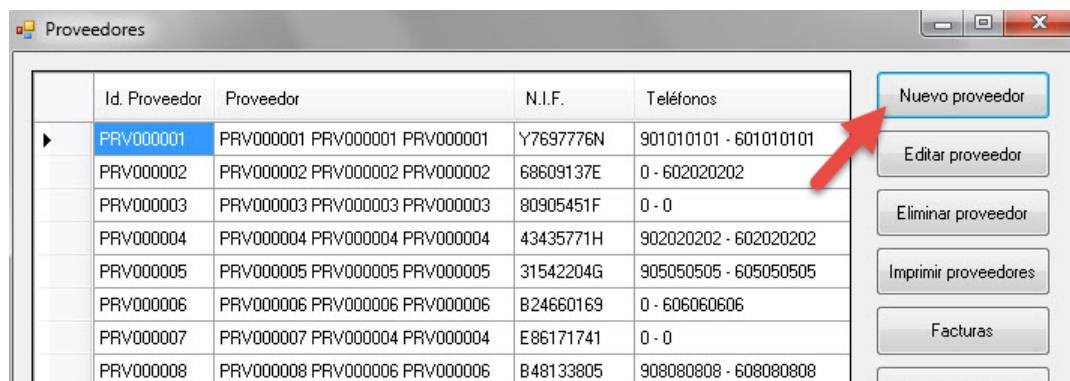 Proveedores
Id. Proveedor Proveedor N.I.F. Teléfonos
PRV000001 PRV000001 PRV000001 PRV000001 Y7697776N 901010101 - 601010101
PRV000002 PRV000002 PRV000002 PRV000002 68609137E 0 - 602020202
PRV000003 PRV000003 PRV000003 PRV000003 80905451F 0 - 0
PRV000004 PRV000004 PRV000004 PRV000004 43435771H 902020202 - 602020202
PRV000005 PRV000005 PRV000005 PRV000005 31542204G 905050505 - 605050505
PRV000006 PRV000006 PRV000006 PRV000006 B24660169 0 - 606060606
PRV000007 PRV000007 PRV000004 PRV000004 E86171741 0 - 0
PRV000008 PRV000008 PRV000006 PRV000006 B48133805 908080808 - 608080808
Nuevo proveedor
Editar proveedor
Eliminar proveedor
Imprimir proveedores
Facturas